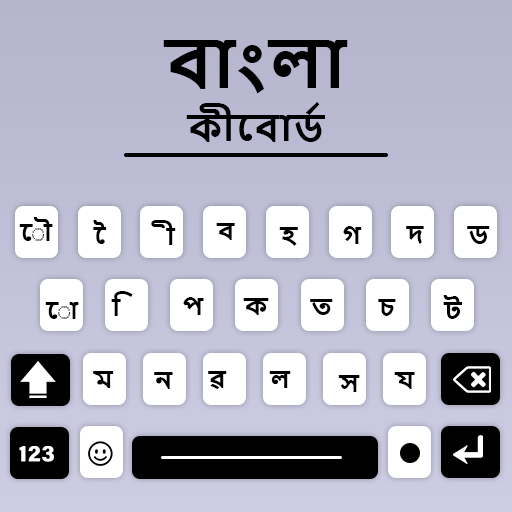 বাংলা
কীবোর্ড
ৌ ৈ ী ব হ গ দ ড
ো ি প ক ত চ ট
ম ন ৱ ল স য
123